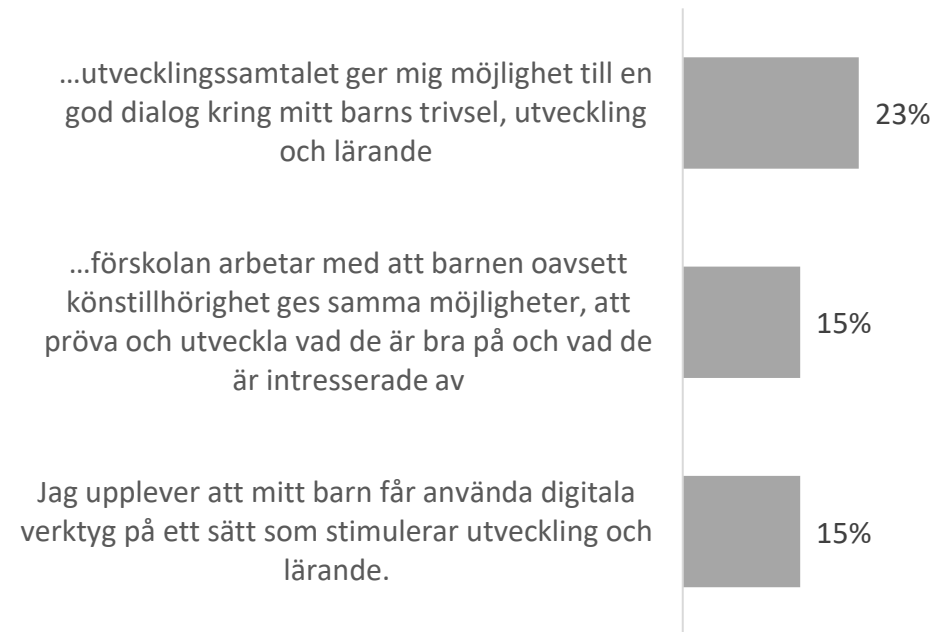 …utvecklingssamtalet ger mig möjlighet till en
god dialog kring mitt barns trivsel, utveckling
och lärande
23%
…förskolan arbetar med att barnen oavsett
könstillhörighet ges samma möjligheter, att
pröva och utveckla vad de är bra på och vad de
är intresserade av
15%
Jag upplever att mitt barn får använda digitala
verktyg på ett sätt som stimulerar utveckling och
lärande.
15%